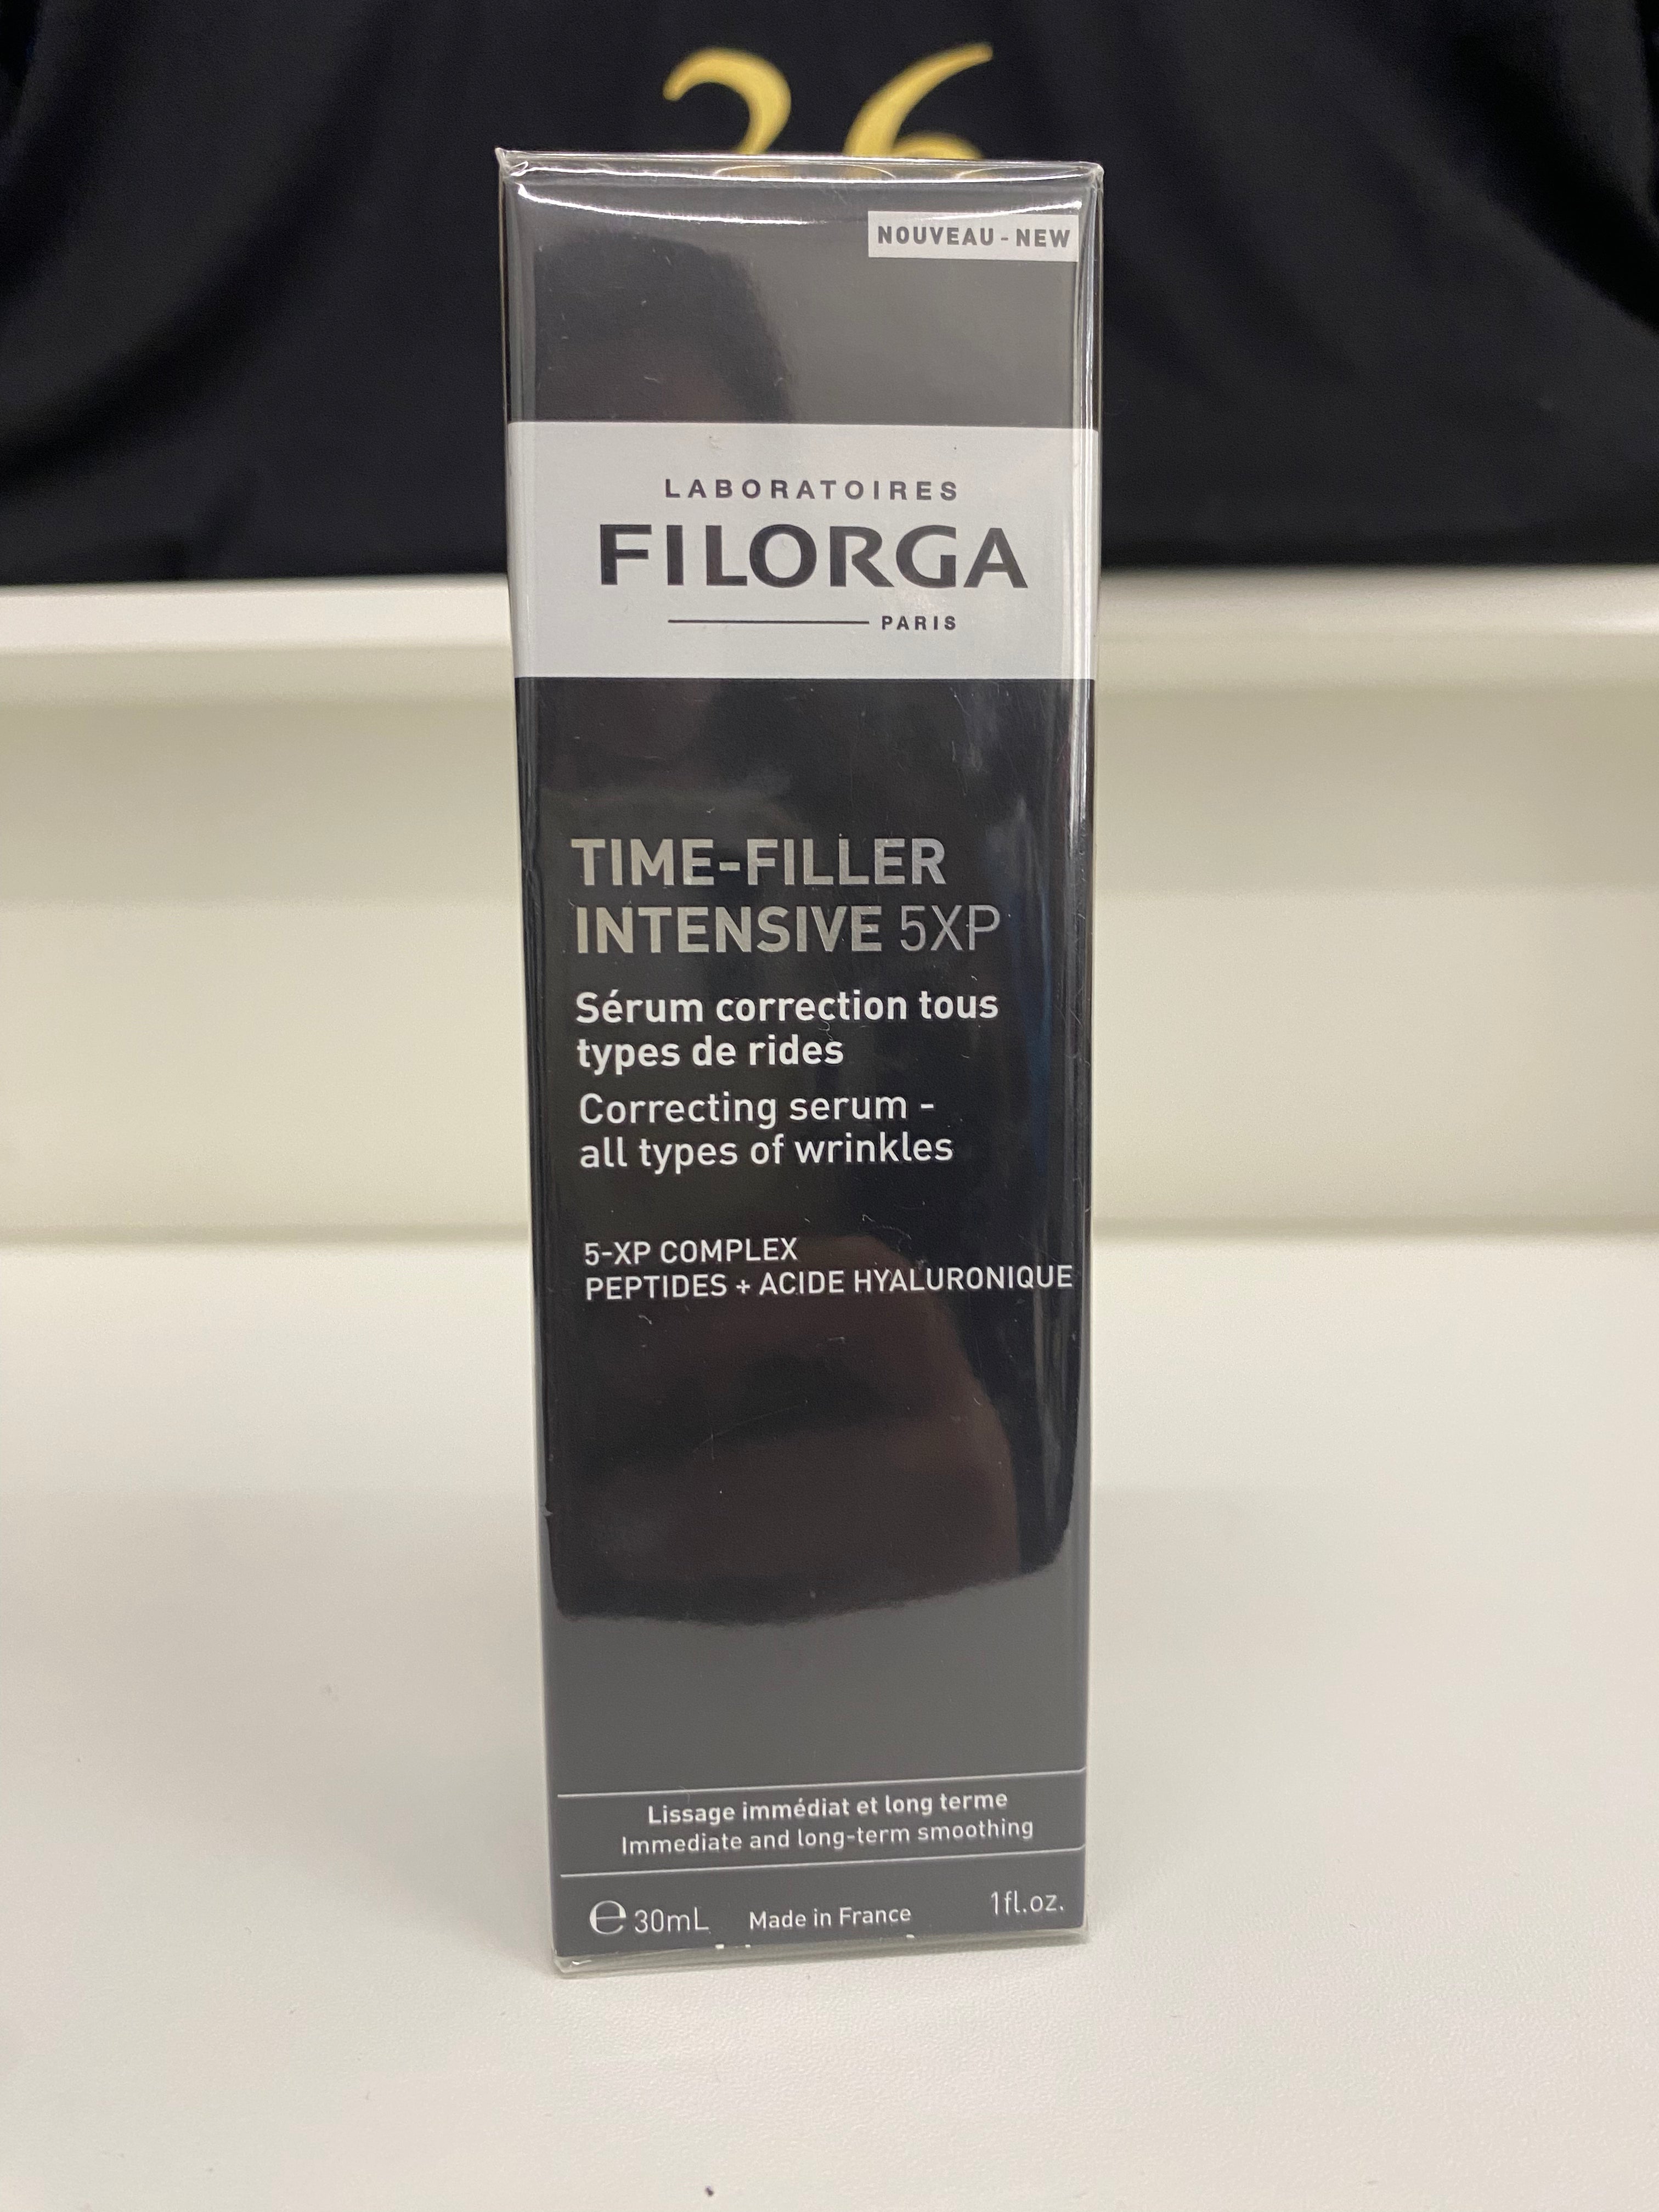 26
NOUVEAU - NEW
LABORATOIRES
FILORGA
PARIS
TIME-FILLER
INTENSIVE 5XP
Sérum correction tous
types de rides
Correcting serum -
all types of wrinkles
5-XP COMPLEX
PEPTIDES + ACIDE HYALURONIQUE
Lissage immédiat et long terme
Immediate and long-term smoothing
℮ 30mL Made in France 1fl.oz.